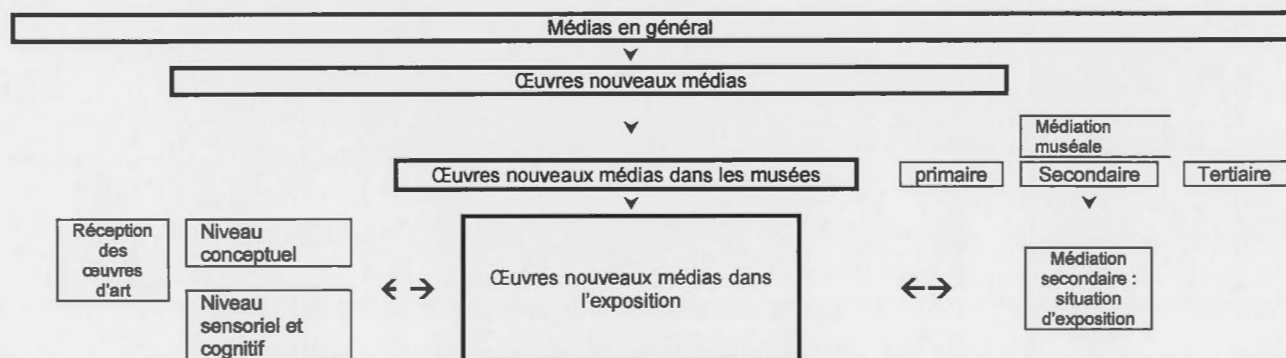 Médias en général
Œuvres nouveaux médias
Médiation
muséale
Œuvres nouveaux médias dans les musées
primaire
Secondaire
Tertiaire
Réception
des
œuvres
d'art
Niveau
conceptuel
Niveau
sensoriel et
cognitif
Œuvres nouveaux médias dans
l'exposition
Médiation
secondaire :
situation
d'exposition